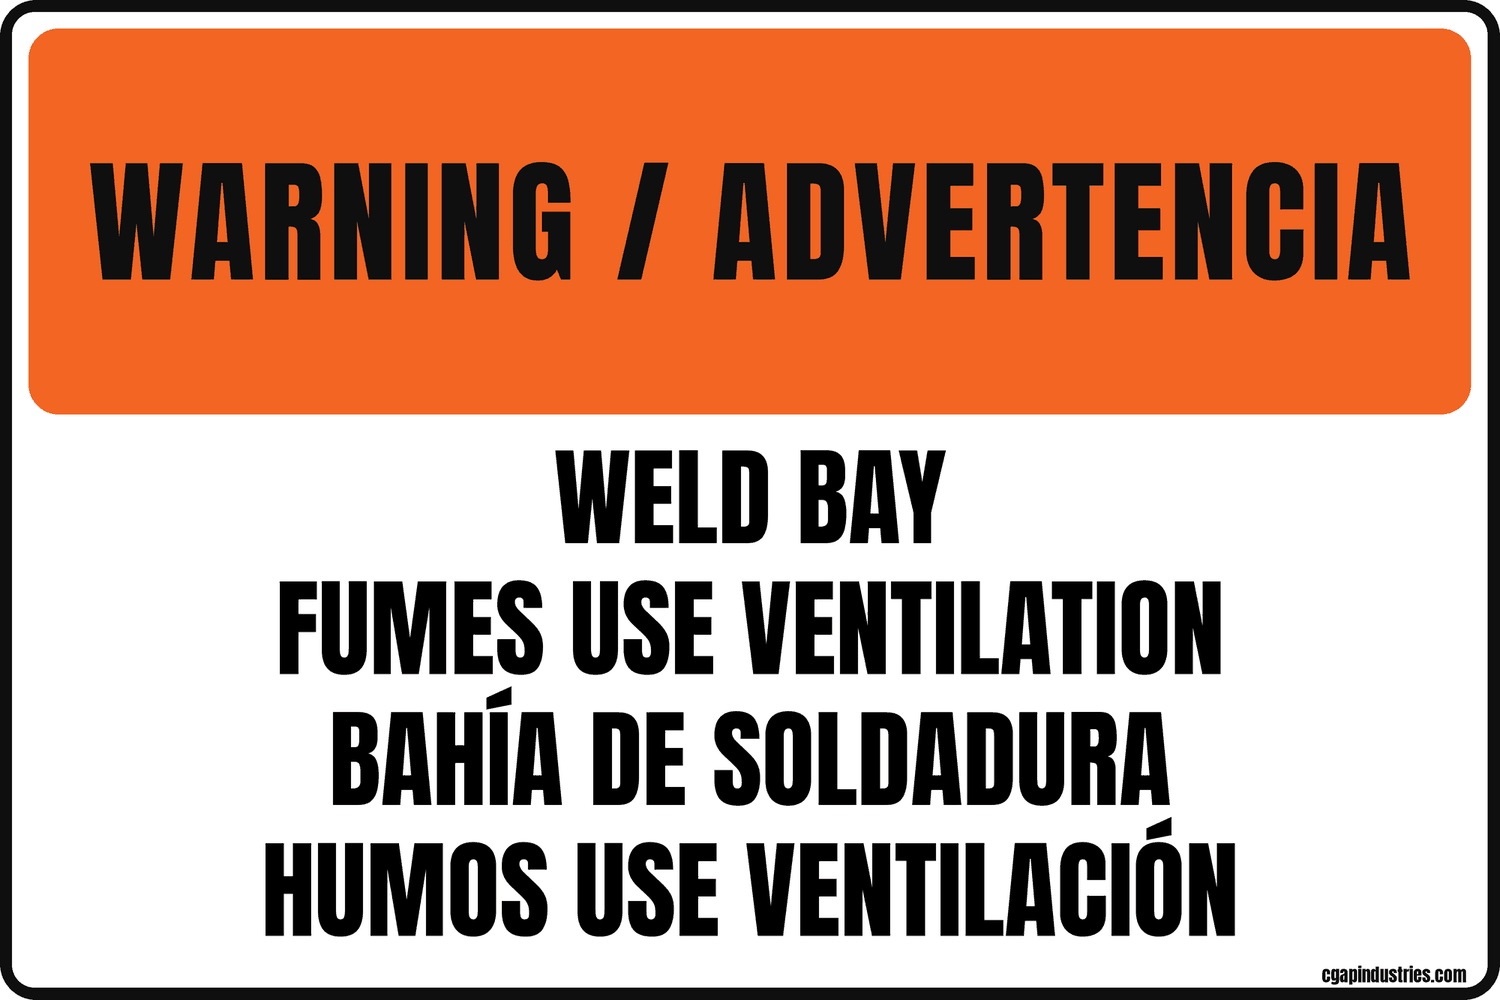 WARNING / ADVERTENCIA
WELD BAY
FUMES USE VENTILATION
BAHÍA DE SOLDADURA
HUMOS USE VENTILACIÓN
cgapindustries.com